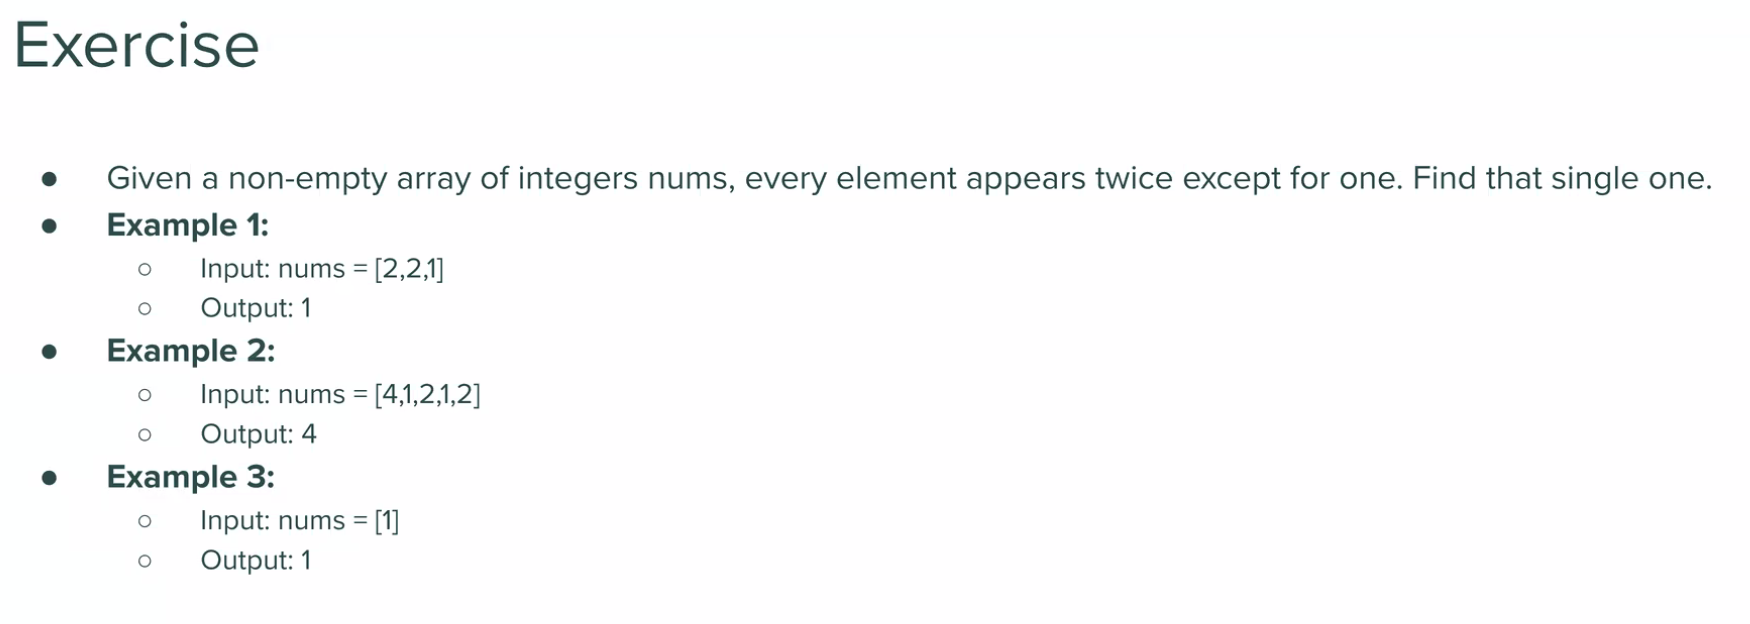 Exercise
● Given a non-empty array of integers nums, every element appears twice except for one. Find that single one.
● Example 1:
○ Input: nums = [2,2,1]
○ Output: 1
● Example 2:
○ Input: nums = [4,1,2,1,2]
○ Output: 4
● Example 3:
○ Input: nums = [1]
○ Output: 1